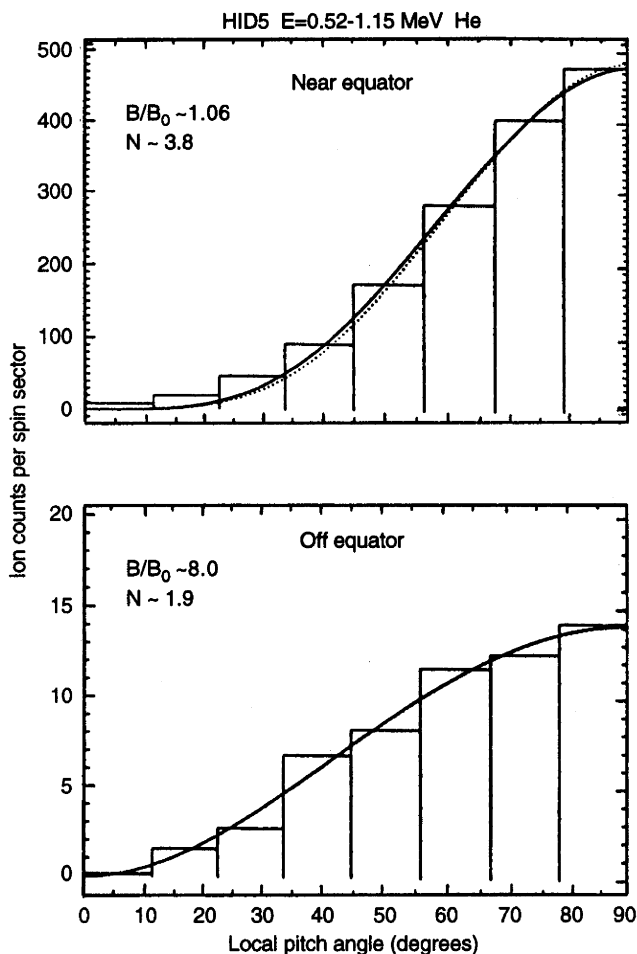 HID5 E=0.52-1.15 MeV He
500
400
300
200
100
0
Near equator
B/B₀ ~1.06
N ~ 3.8
Ion counts per spin sector
20
15
10
5
0
Off equator
B/B₀ ~8.0
N ~ 1.9
0 10 20 30 40 50 60 70 80 90
Local pitch angle (degrees)